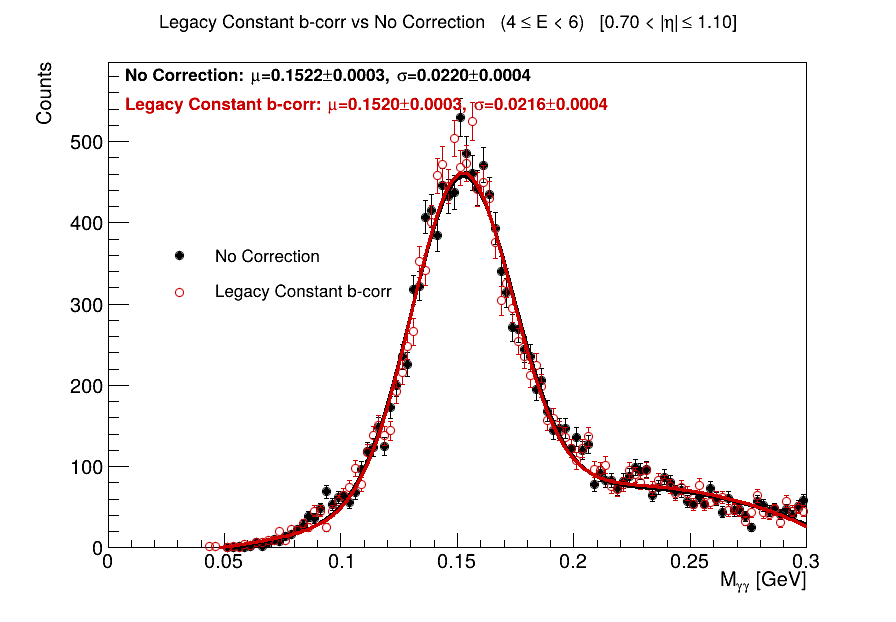 Legacy Constant b-corr vs No Correction (4 ≤ E < 6) [0.70 < |η| ≤ 1.10]
Counts
No Correction: μ=0.1522±0.0003, σ=0.0220±0.0004
Legacy Constant b-corr: μ=0.1520±0.0003, σ=0.0216±0.0004
500
400
300
200
100
0
No Correction
Legacy Constant b-corr
0 0.05 0.1 0.15 0.2 0.25 0.3
Mγγ [GeV]